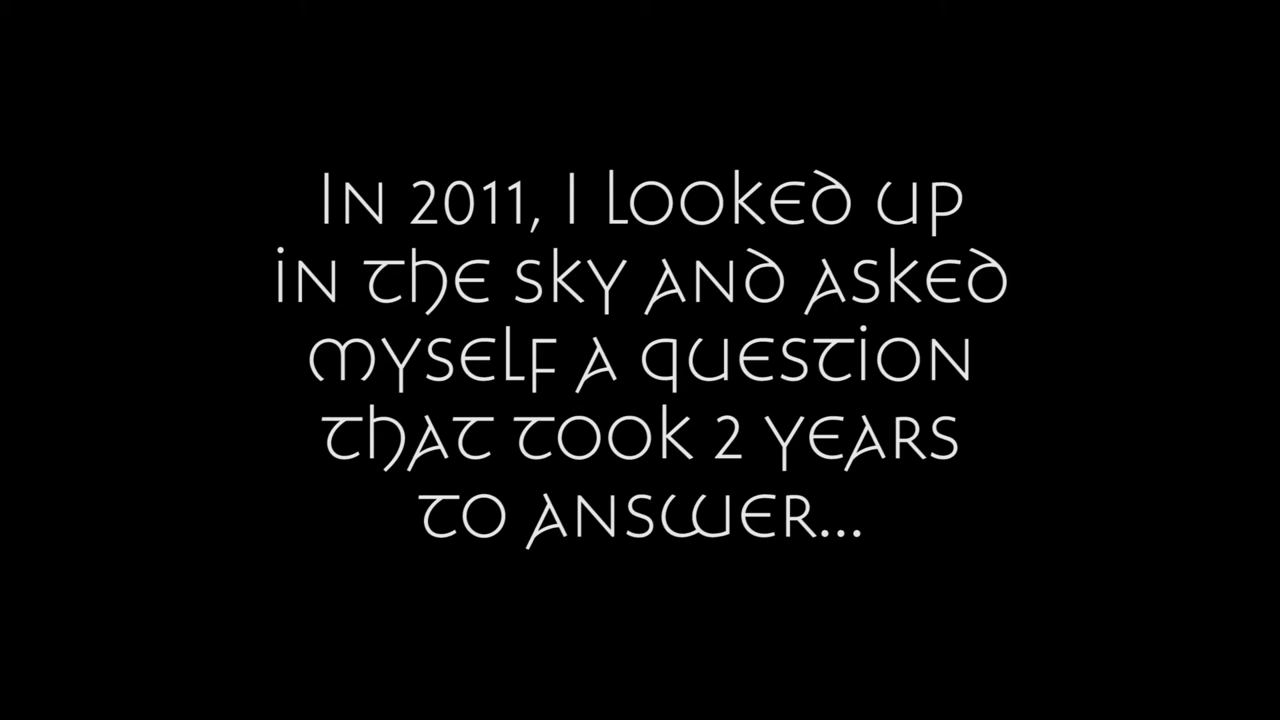 In 2011, I looked up
in the sky and asked
myself a question
that took 2 years
to answer...